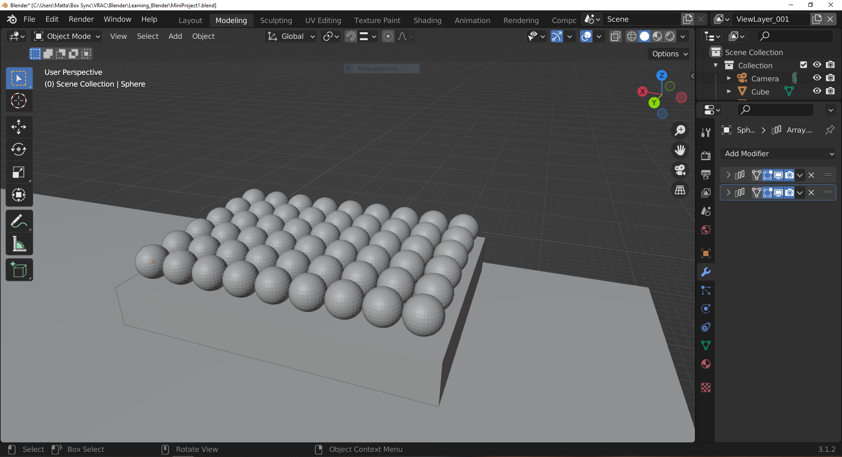 Blender* [C:\Users\Matta\Box Sync\VRAC\Blender\Learning_Blender\MiniProject1.blend]
File Edit Render Window Help Layout Modeling Sculpting UV Editing Texture Paint Shading Animation Rendering Compo Scene ViewLayer_001
Object Mode View Select Add Object Global
Options
User Perspective
(0) Scene Collection | Sphere
Rectangular Snip
X Y Z
Scene Collection
Collection
Camera
Cube
Sph... > Array...
Add Modifier
Select Box Select Rotate View Object Context Menu 3.1.2